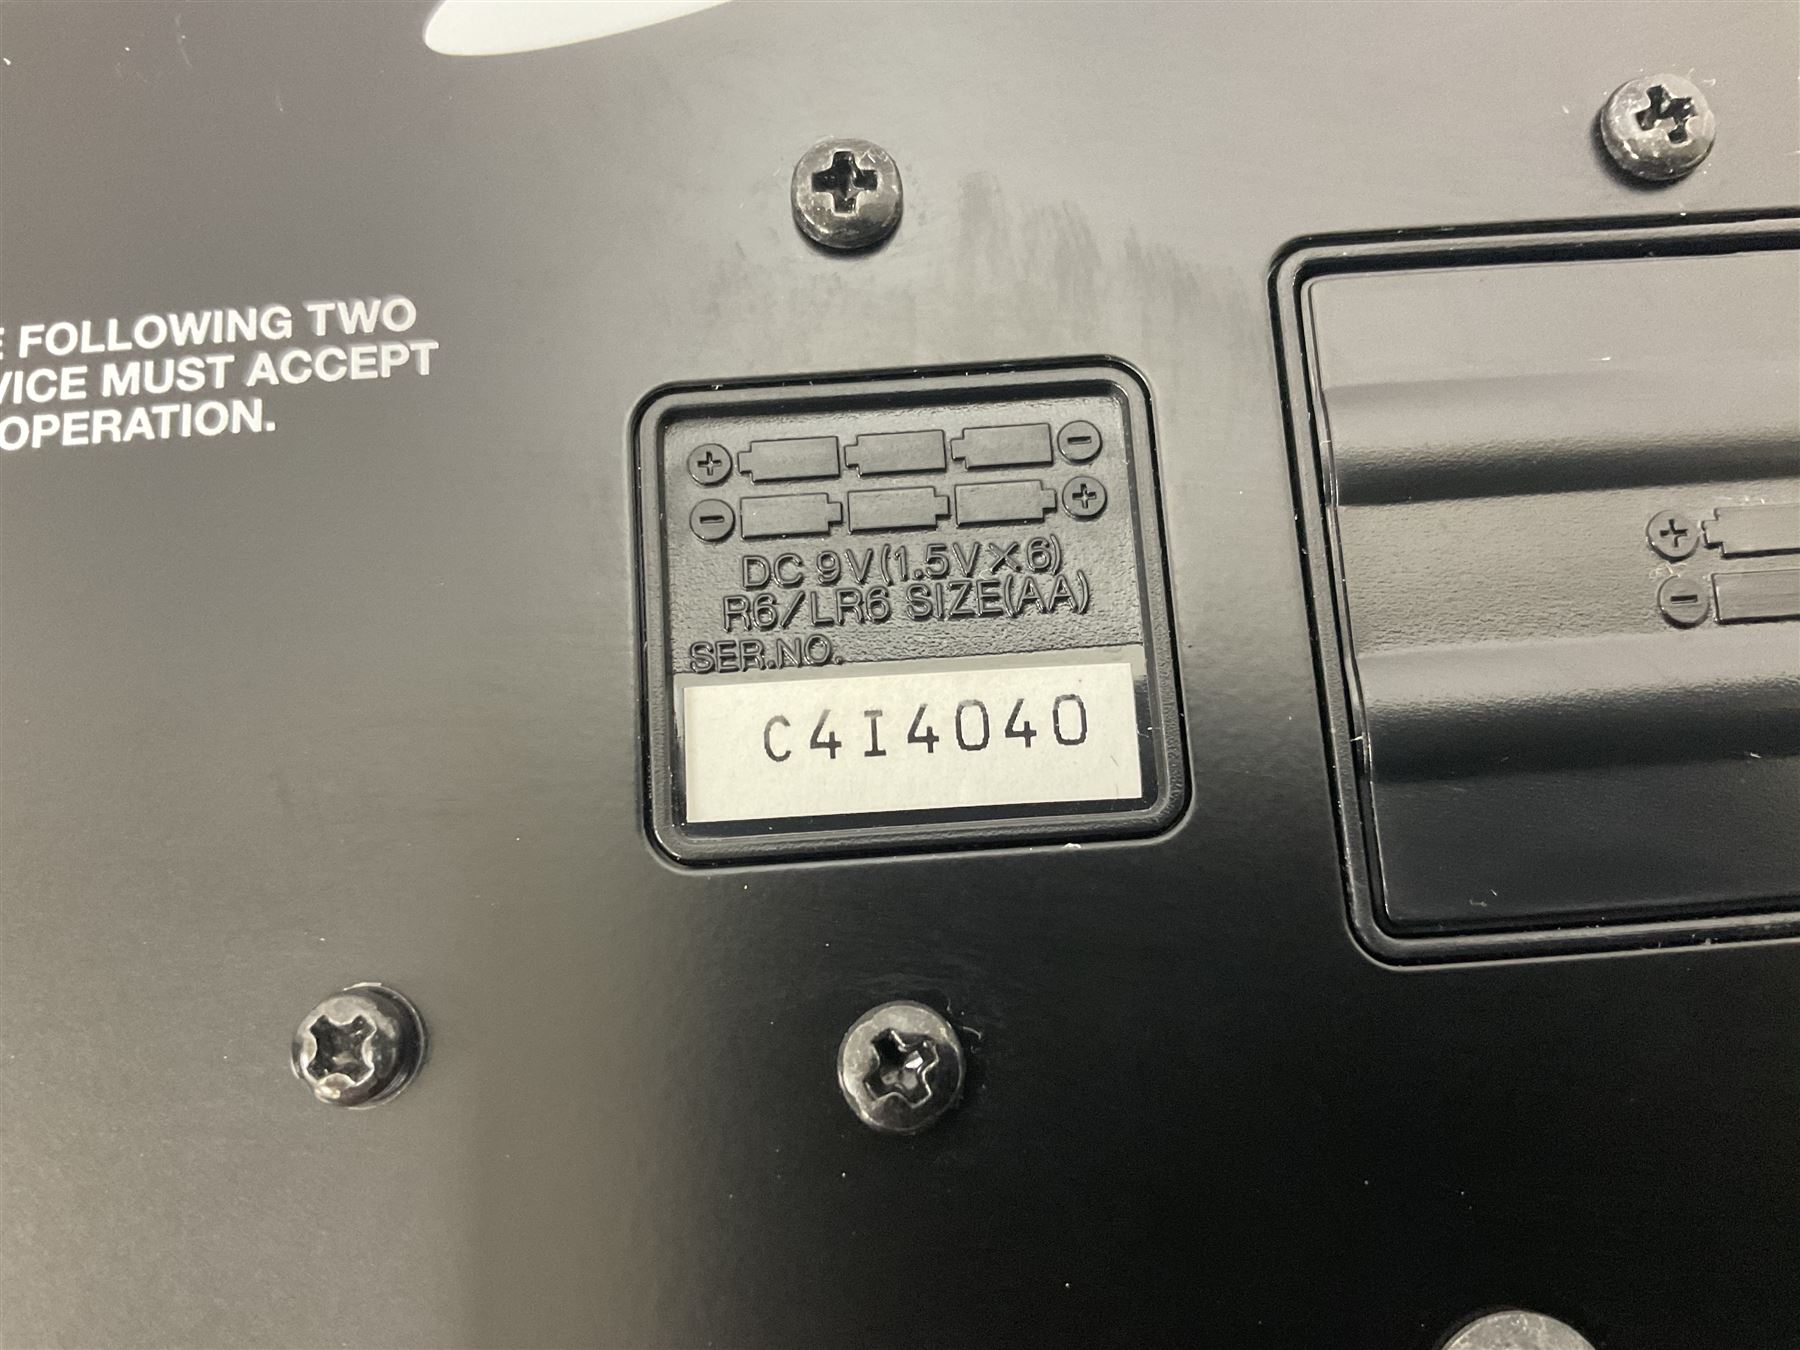 FOLLOWING TWO
VICE MUST ACCEPT
OPERATION.
DC 9V(1.5V×6)
R6/LR6 SIZE(AA)
SER.NO.
C4I4040